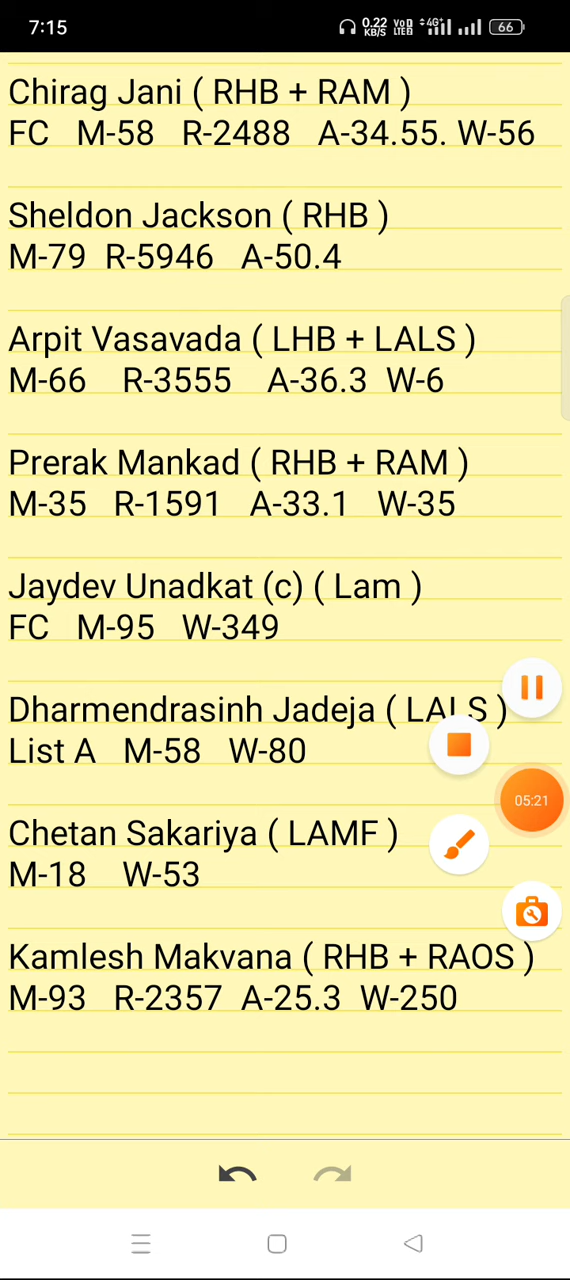 7:15
0.22 KB/S VoD LTE 4G+ 66
Chirag Jani ( RHB + RAM )
FC M-58 R-2488 A-34.55. W-56
Sheldon Jackson ( RHB )
M-79 R-5946 A-50.4
Arpit Vasavada ( LHB + LALS )
M-66 R-3555 A-36.3 W-6
Prerak Mankad ( RHB + RAM )
M-35 R-1591 A-33.1 W-35
Jaydev Unadkat (c) ( Lam )
FC M-95 W-349
Dharmendrasinh Jadeja ( LALS )
List A M-58 W-80
05:21
Chetan Sakariya ( LAMF )
M-18 W-53
Kamlesh Makvana ( RHB + RAOS )
M-93 R-2357 A-25.3 W-250